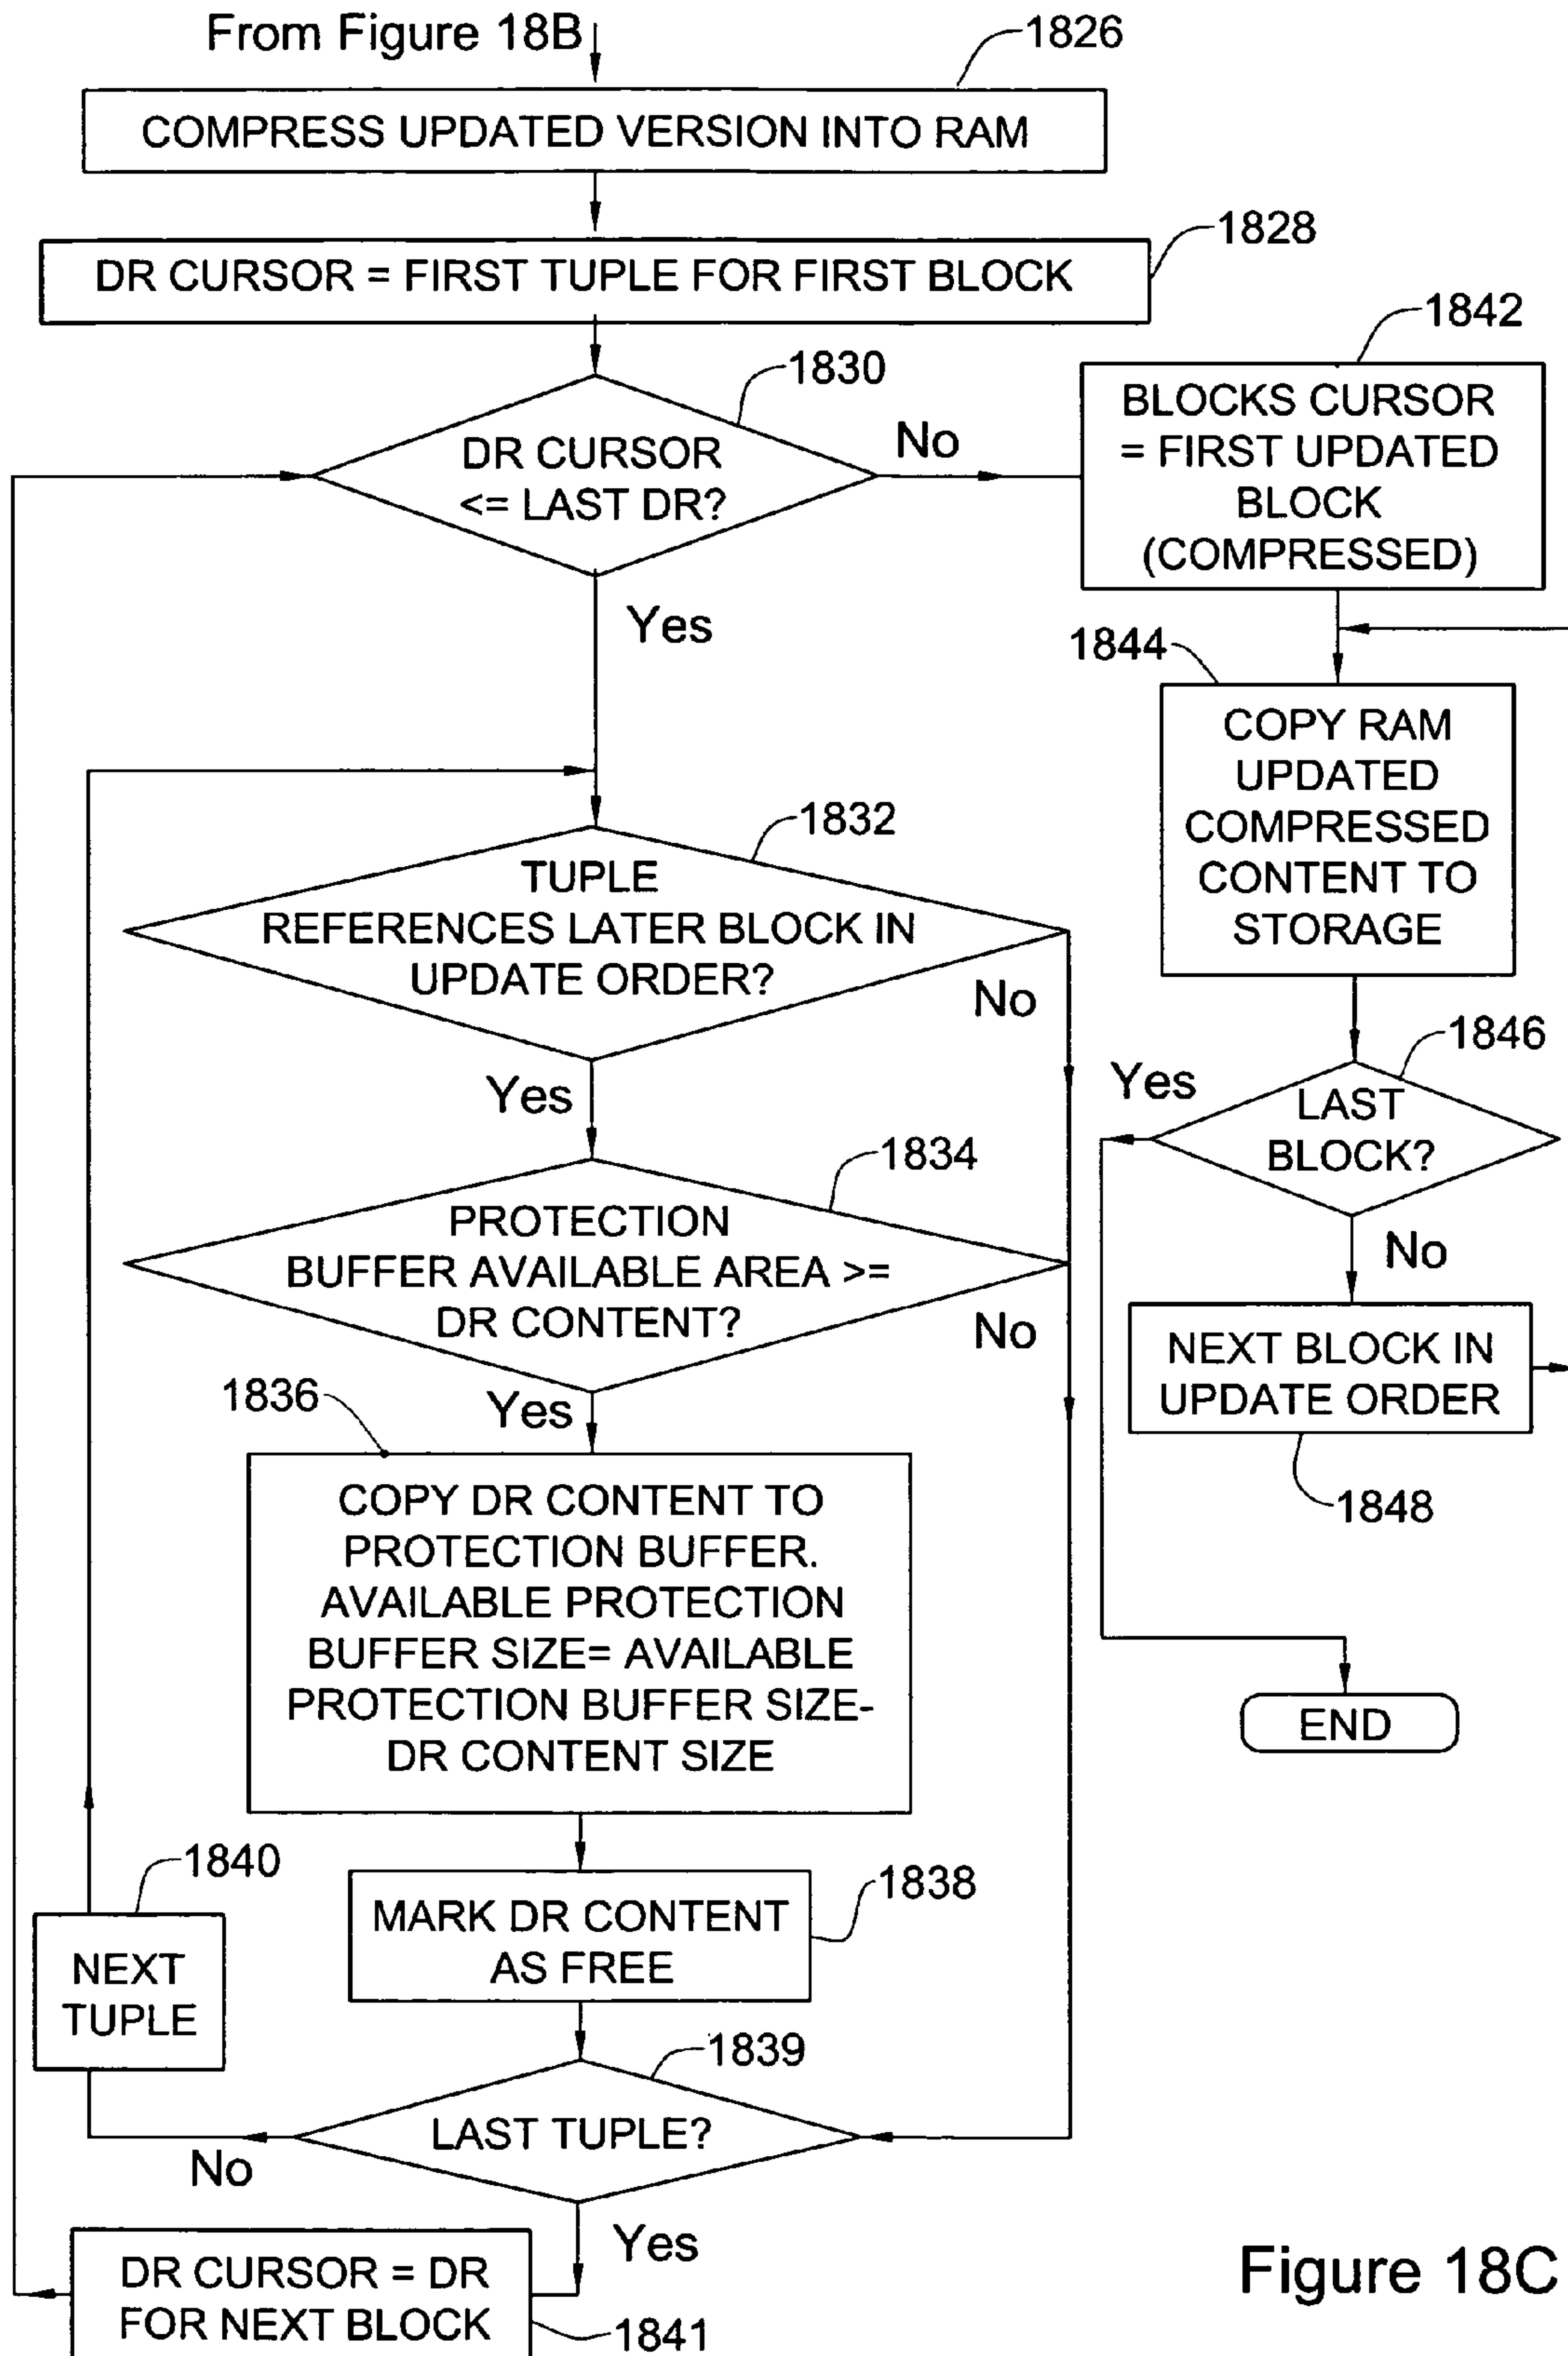 From Figure 18B
1826
COMPRESS UPDATED VERSION INTO RAM
1828
DR CURSOR = FIRST TUPLE FOR FIRST BLOCK
1830
DR CURSOR
<= LAST DR?
No
Yes
1842
BLOCKS CURSOR
= FIRST UPDATED
BLOCK
(COMPRESSED)
1844
COPY RAM
UPDATED
COMPRESSED
CONTENT TO
STORAGE
1832
TUPLE
REFERENCES LATER BLOCK IN
UPDATE ORDER?
No
Yes
1846
Yes
LAST
BLOCK?
No
1834
PROTECTION
BUFFER AVAILABLE AREA >=
DR CONTENT?
No
Yes
NEXT BLOCK IN
UPDATE ORDER
1848
1836
COPY DR CONTENT TO
PROTECTION BUFFER.
AVAILABLE PROTECTION
BUFFER SIZE= AVAILABLE
PROTECTION BUFFER SIZE-
DR CONTENT SIZE
END
1840
NEXT
TUPLE
1838
MARK DR CONTENT
AS FREE
1839
LAST TUPLE?
No
Yes
DR CURSOR = DR
FOR NEXT BLOCK
1841
Figure 18C